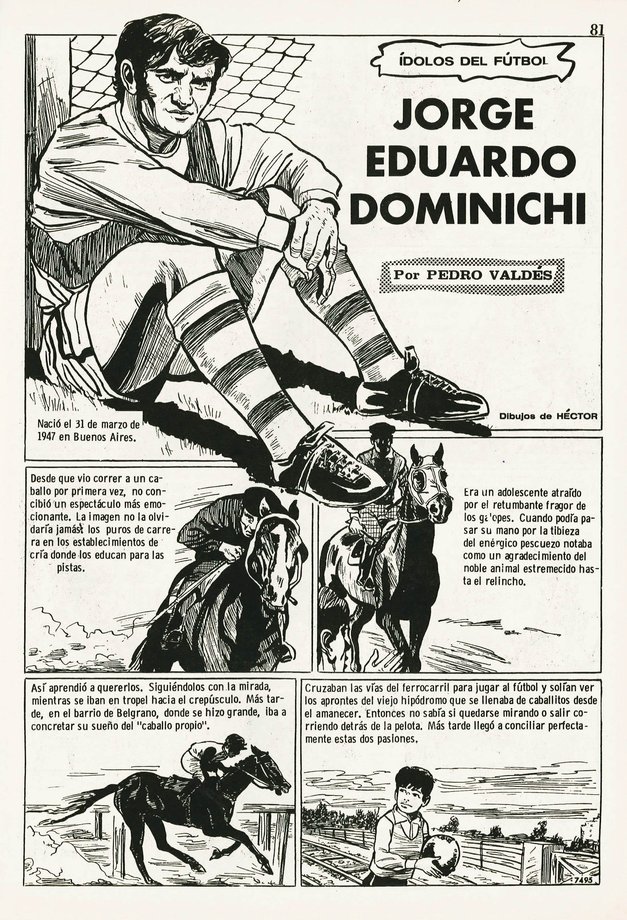 81
ÍDOLOS DEL FÚTBOL
JORGE
EDUARDO
DOMINICHI
Por PEDRO VALDÉS
Dibujos de HÉCTOR
Nació el 31 de marzo de
1947 en Buenos Aires.
Desde que vio correr a un ca-
ballo por primera vez, no con-
cibió un espectáculo más emo-
cionante. La imagen no la olvi-
daría jamást los puros de carre-
ra en los establecimientos de
cría donde los educan para las
pistas.
Era un adolescente atraído
por el retumbante fragor de
los galopes. Cuando podía pa-
sar su mano por la tibieza
del enérgico pescuezo notaba
como un agradecimiento del
noble animal estremecido has-
ta el relincho.
Así aprendió a quererlos. Siguiéndolos con la mirada,
mientras se iban en tropel hacia el crepúsculo. Más tar-
de, en el barrio de Belgrano, donde se hizo grande, iba a
concretar su sueño del "caballo propio".
Cruzaban las vías del ferrocarril para jugar al fútbol y solían ver
los aprontes del viejo hipódromo que se llenaba de caballitos desde
el amanecer. Entonces no sabía si quedarse mirando o salir co-
rriendo detrás de la pelota. Más tarde llegó a conciliar perfecta-
mente estas dos pasiones.
7495